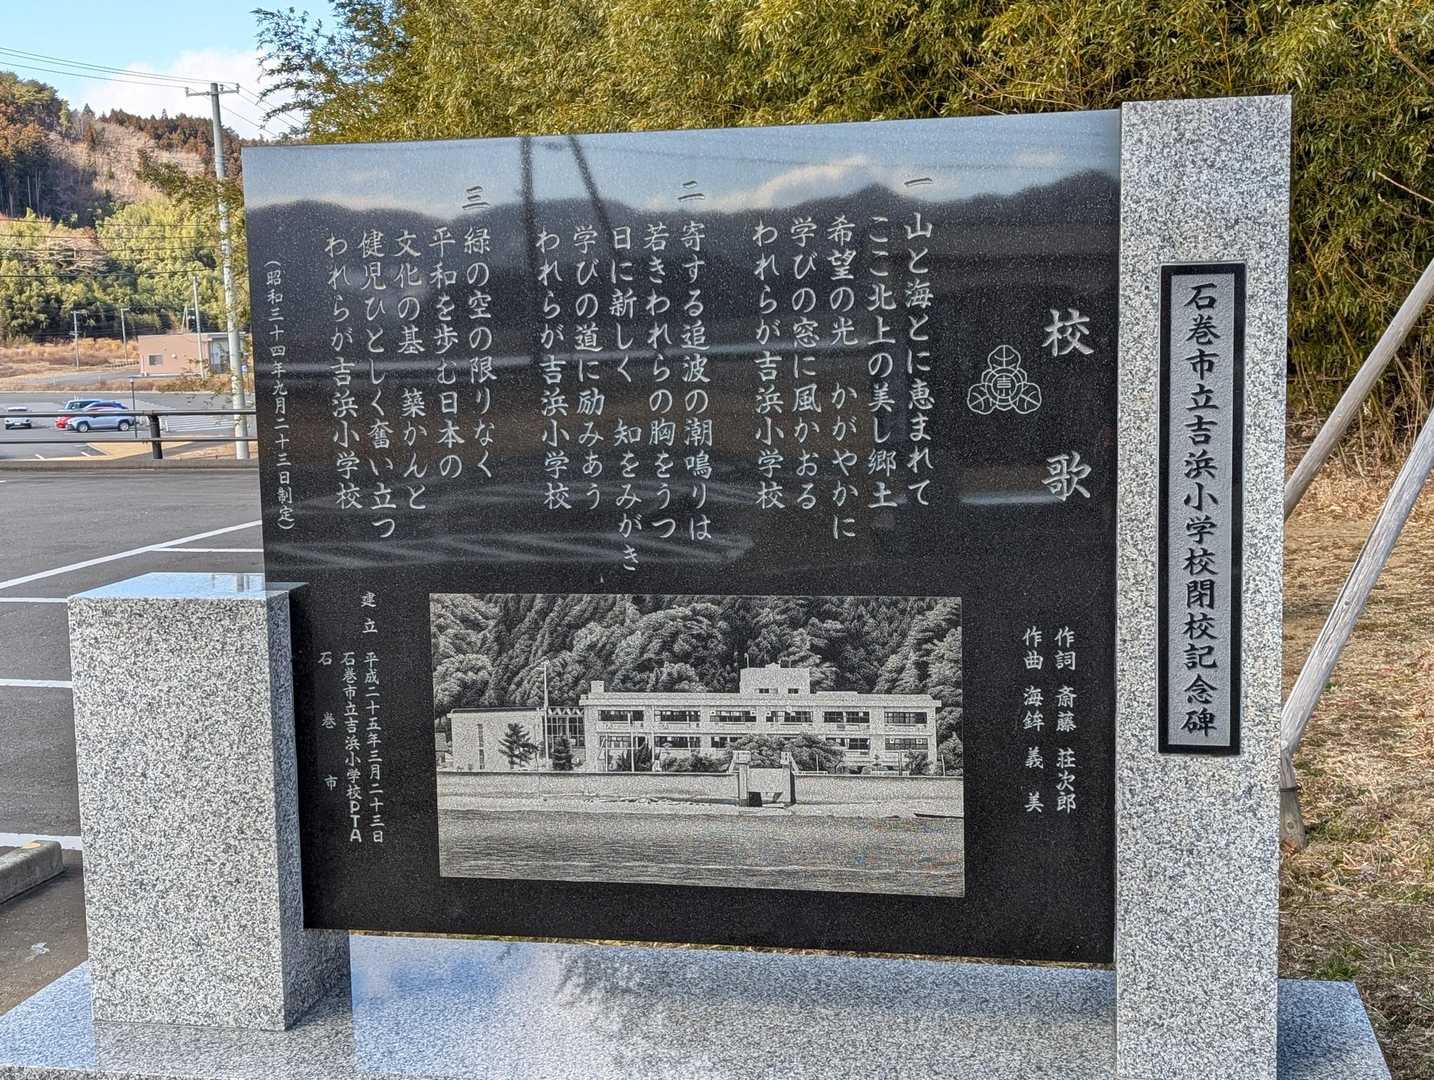 石巻市立吉浜小学校閉校記念碑
校歌
吉
作詞 斎藤 荘次郎
作曲 海鉾 義美
一
山と海とに恵まれて
ここ北上の美し郷土
希望の光 かがやかに
学びの窓に風かおる
われらが吉浜小学校
二
寄する追波の潮鳴りは
若きわれらの胸をうつ
日に新しく 知をみがき
学びの道に励みあう
われらが吉浜小学校
三
緑の空の限りなく
平和を歩む日本の
文化の基 築かんと
健児ひとしく奮い立つ
われらが吉浜小学校
(昭和三十四年九月二十三日制定)
建立 平成二十五年三月二十三日
石巻市立吉浜小学校PTA
石巻市